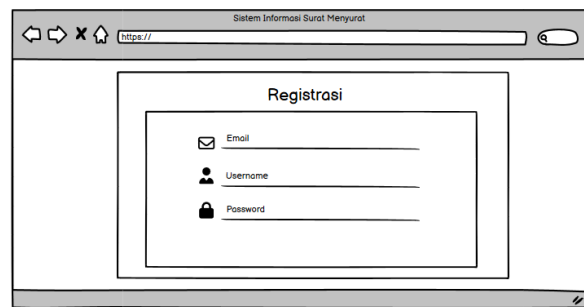 Sistem Informasi Surat Menyurat
https://
Registrasi
Email
Username
Password